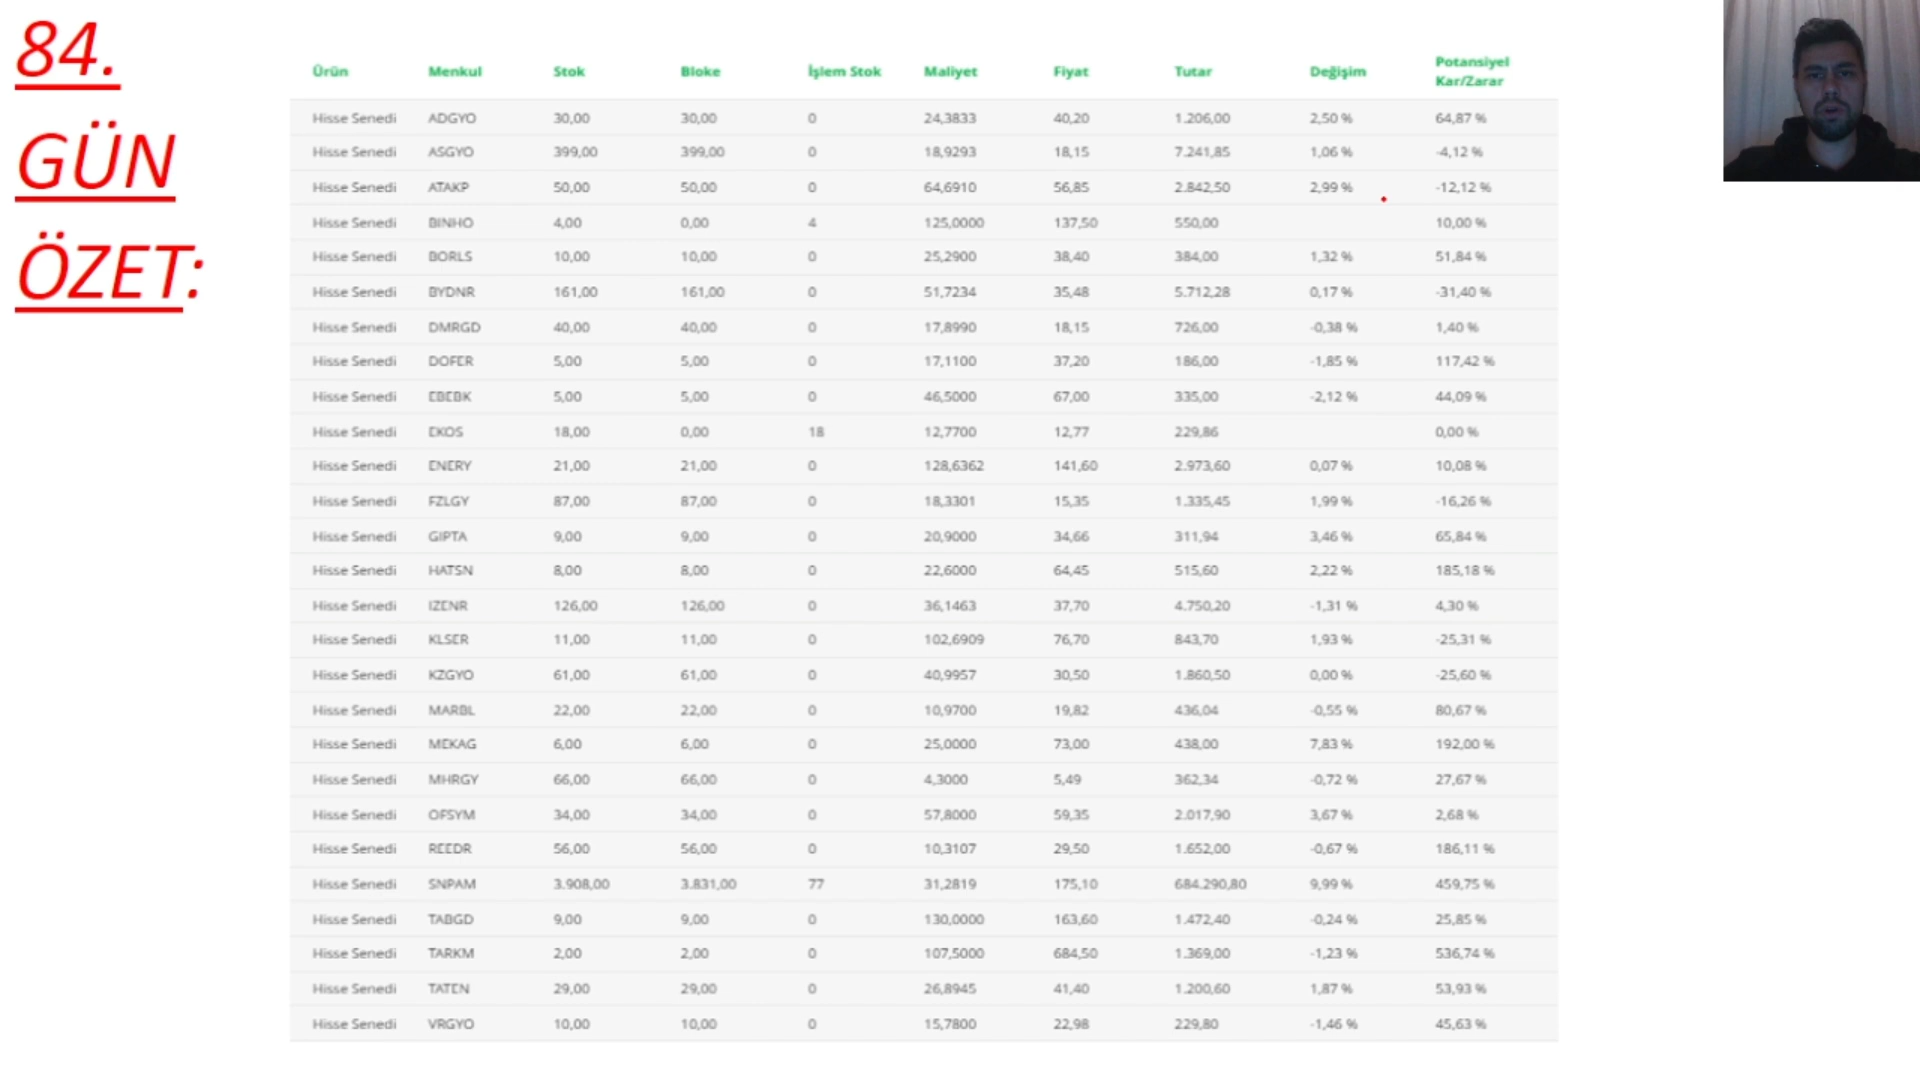 84.
GÜN
ÖZET:
Ürün Menkul Stok Bloke İşlem Stok Maliyet Fiyat Tutar Değişim Potansiyel Kar/Zarar
Hisse Senedi ADGYO 30,00 30,00 0 24,3833 40,20 1.206,00 2,50 % 64,87 %
Hisse Senedi ASGYO 399,00 399,00 0 18,9293 18,15 7.241,85 1,06 % -4,12 %
Hisse Senedi ATAKP 50,00 50,00 0 64,6910 56,85 2.842,50 2,99 % -12,12 %
Hisse Senedi BINHO 4,00 0,00 4 125,0000 137,50 550,00 10,00 %
Hisse Senedi BORLS 10,00 10,00 0 25,2900 38,40 384,00 1,32 % 51,84 %
Hisse Senedi BYDNR 161,00 161,00 0 51,7234 35,48 5.712,28 0,17 % -31,40 %
Hisse Senedi DMRGD 40,00 40,00 0 17,8990 18,15 726,00 -0,38 % 1,40 %
Hisse Senedi DOFER 5,00 5,00 0 17,1100 37,20 186,00 -1,85 % 117,42 %
Hisse Senedi EBEBK 5,00 5,00 0 46,5000 67,00 335,00 -2,12 % 44,09 %
Hisse Senedi EKOS 18,00 0,00 18 12,7700 12,77 229,86 0,00 %
Hisse Senedi ENERY 21,00 21,00 0 128,6362 141,60 2.973,60 0,07 % 10,08 %
Hisse Senedi FZLGY 87,00 87,00 0 18,3301 15,35 1.335,45 1,99 % -16,26 %
Hisse Senedi GIPTA 9,00 9,00 0 20,9000 34,66 311,94 3,46 % 65,84 %
Hisse Senedi HATSN 8,00 8,00 0 22,6000 64,45 515,60 2,22 % 185,18 %
Hisse Senedi IZENR 126,00 126,00 0 36,1463 37,70 4.750,20 -1,31 % 4,30 %
Hisse Senedi KLSER 11,00 11,00 0 102,6909 76,70 843,70 1,93 % -25,31 %
Hisse Senedi KZGYO 61,00 61,00 0 40,9957 30,50 1.860,50 0,00 % -25,60 %
Hisse Senedi MARBL 22,00 22,00 0 10,9700 19,82 436,04 -0,55 % 80,67 %
Hisse Senedi MEKAG 6,00 6,00 0 25,0000 73,00 438,00 7,83 % 192,00 %
Hisse Senedi MHRGY 66,00 66,00 0 4,3000 5,49 362,34 -0,72 % 27,67 %
Hisse Senedi OFSYM 34,00 34,00 0 57,8000 59,35 2.017,90 3,67 % 2,68 %
Hisse Senedi REEDR 56,00 56,00 0 10,3107 29,50 1.652,00 -0,67 % 186,11 %
Hisse Senedi SNPAM 3.908,00 3.831,00 77 31,2819 175,10 684.290,80 9,99 % 459,75 %
Hisse Senedi TABGD 9,00 9,00 0 130,0000 163,60 1.472,40 -0,24 % 25,85 %
Hisse Senedi TARKM 2,00 2,00 0 107,5000 684,50 1.369,00 -1,23 % 536,74 %
Hisse Senedi TATEN 29,00 29,00 0 26,8945 41,40 1.200,60 1,87 % 53,93 %
Hisse Senedi VRGYO 10,00 10,00 0 15,7800 22,98 229,80 -1,46 % 45,63 %